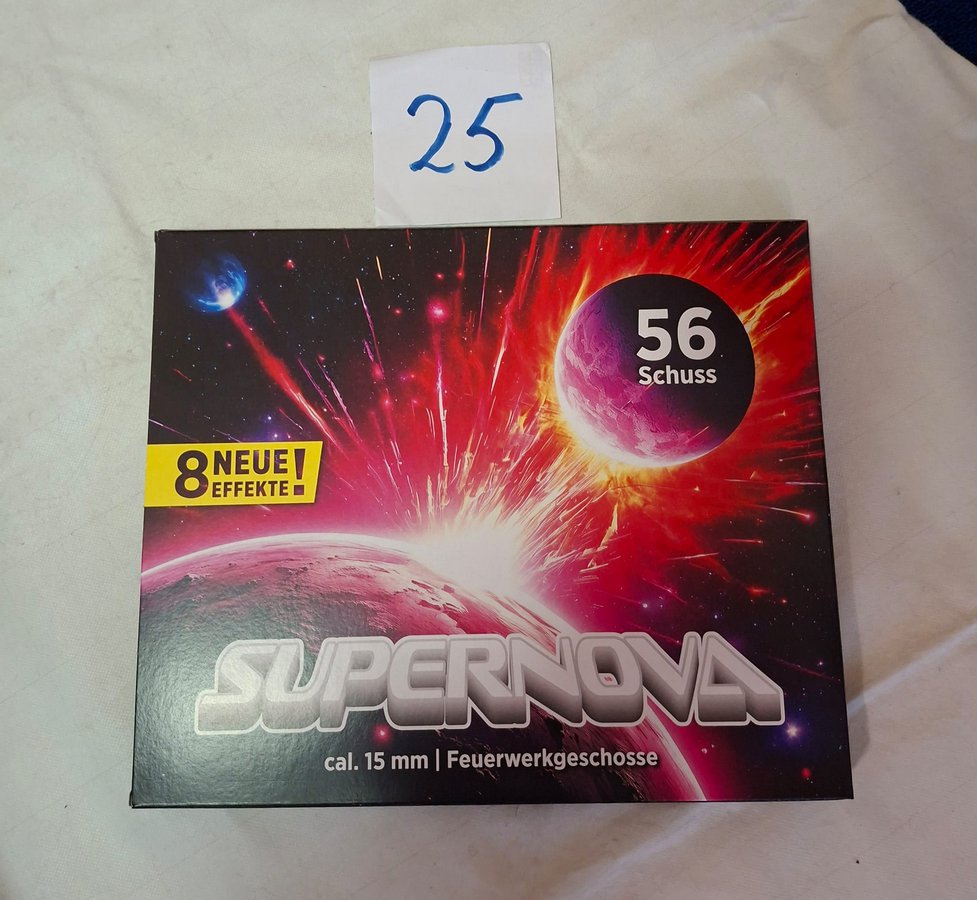 25
56
Schuss
8 NEUE
EFFEKTE!
SUPERNOVA
cal. 15 mm | Feuerwerkgeschosse